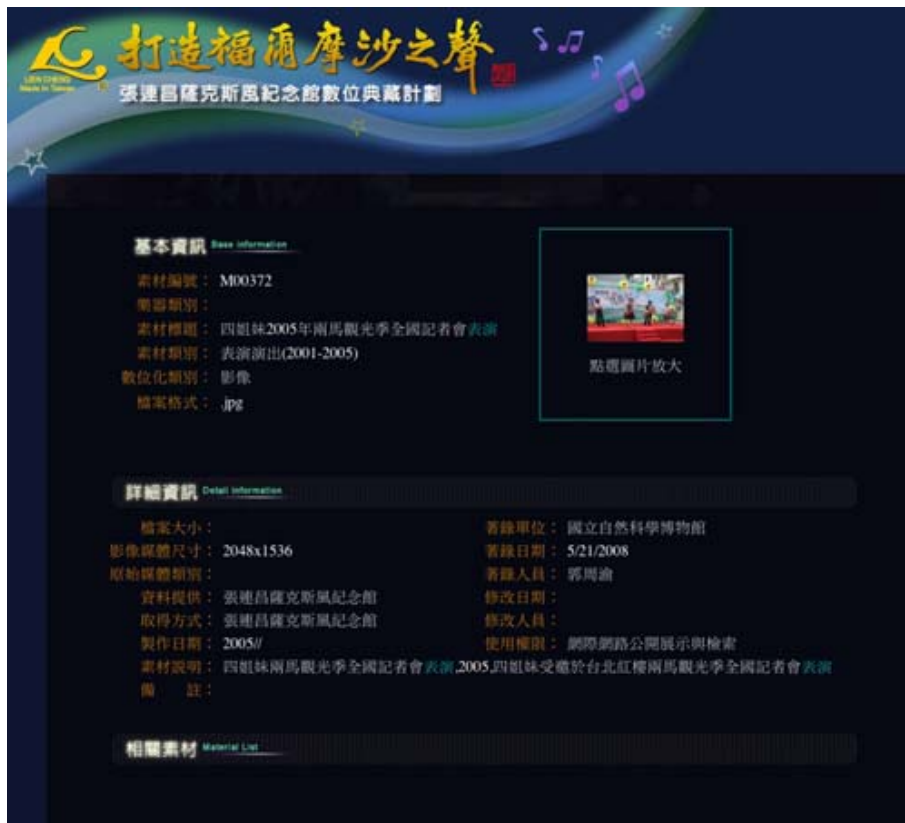 打造福爾摩沙之聲
LIEN CHENG
Made in Taiwan
張連昌薩克斯風紀念館數位典藏計劃
基本資訊 Base information
素材編號： M00372
樂器類別：
素材標題： 四姐妹2005年兩馬觀光季全國記者會表演
素材類別： 表演演出(2001-2005)
數位化類別： 影像
檔案格式： .jpg
點選圖片放大
詳細資訊 Detail information
檔案大小：
著錄單位： 國立自然科學博物館
影像媒體尺寸： 2048x1536
著錄日期： 5/21/2008
原始媒體類別：
著錄人員： 郭周渝
資料提供： 張連昌薩克斯風紀念館
修改日期：
取得方式： 張連昌薩克斯風紀念館
修改人員：
製作日期： 2005//
使用權限： 網際網路公開展示與檢索
素材說明： 四姐妹兩馬觀光季全國記者會表演,2005,四姐妹受邀於台北紅樓兩馬觀光季全國記者會表演
備 註：
相關素材 Material List